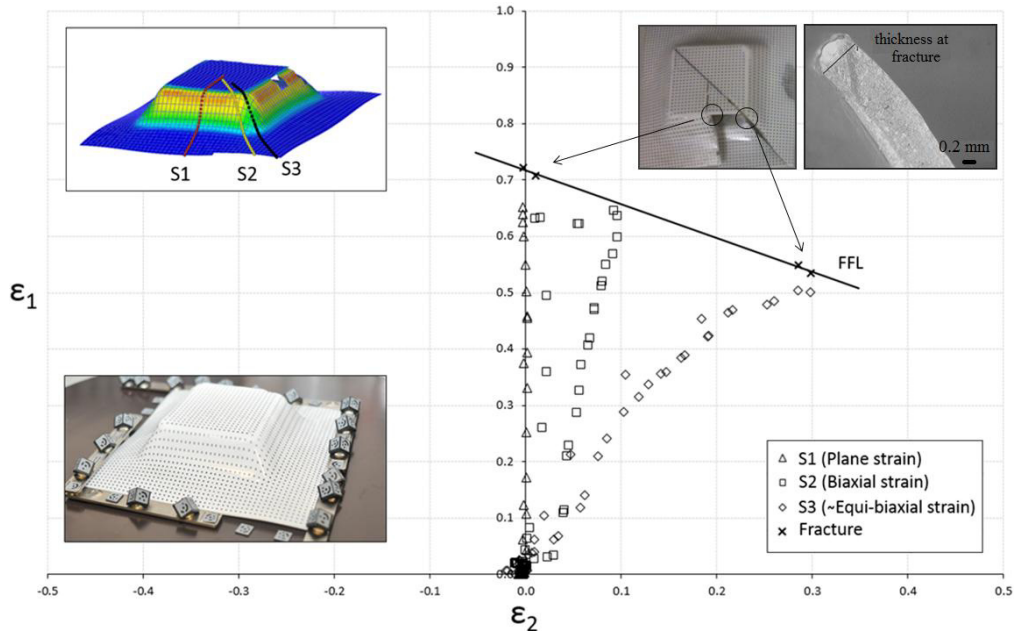 S1
S2
S3
thickness at
fracture
0.2 mm
1.0
0.9
0.8
0.7
0.6
0.5
0.4
0.3
0.2
0.1
0.0
ε1
FFL
S1 (Plane strain)
S2 (Biaxial strain)
S3 (~Equi-biaxial strain)
Fracture
-0.5
-0.4
-0.3
-0.2
-0.1
0.0
0.1
0.2
0.3
0.4
0.5
ε2